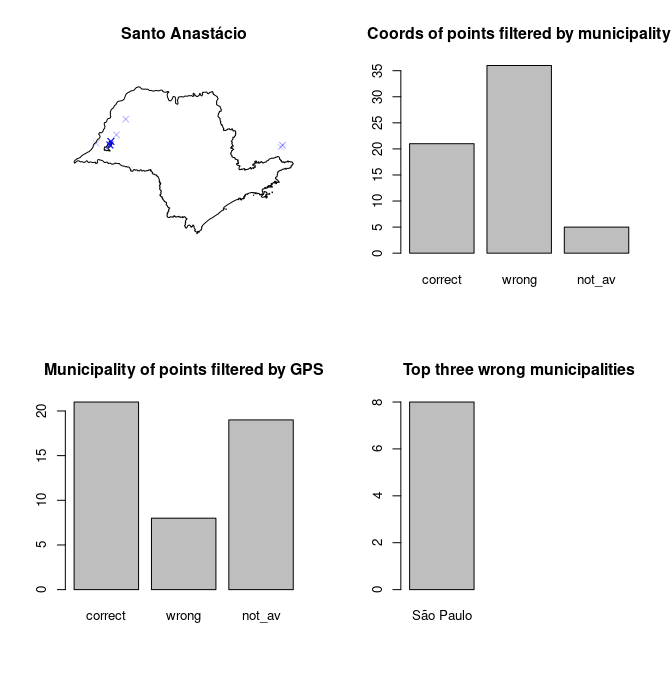 Santo Anastácio
Coords of points filtered by municipality
35
30
25
20
15
10
5
0
correct wrong not_av
Municipality of points filtered by GPS
20
15
10
5
0
correct wrong not_av
Top three wrong municipalities
8
6
4
2
0
São Paulo